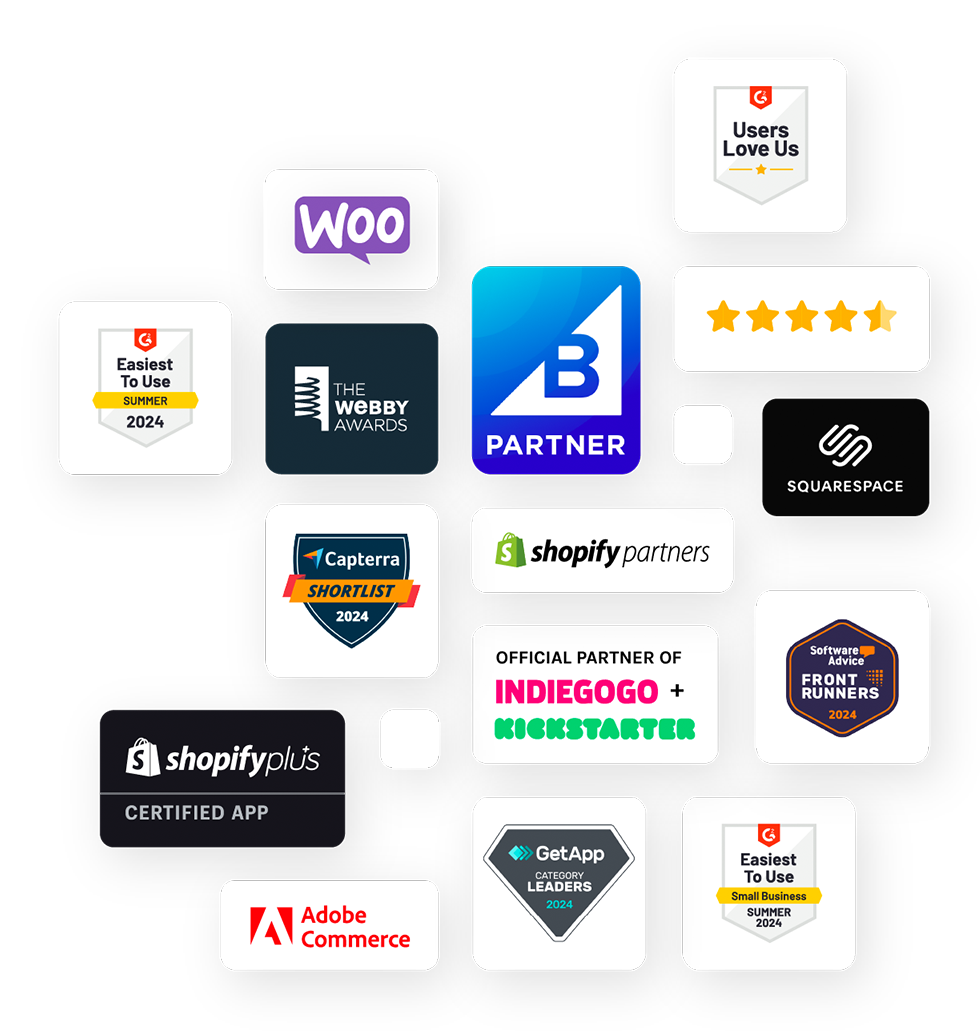 Users
Love Us
WOO
Easiest
To Use
SUMMER
2024
THE
WEBBY
AWARDS
B
PARTNER
SQUARESPACE
Capterra
SHORTLIST
2024
S shopify partners
OFFICIAL PARTNER OF
INDIEGOGO +
KICKSTARTER
Software
Advice
FRONT
RUNNERS
2024
S shopify plus
CERTIFIED APP
GetApp
CATEGORY
LEADERS
2024
Easiest
To Use
Small Business
SUMMER
2024
Adobe
Commerce